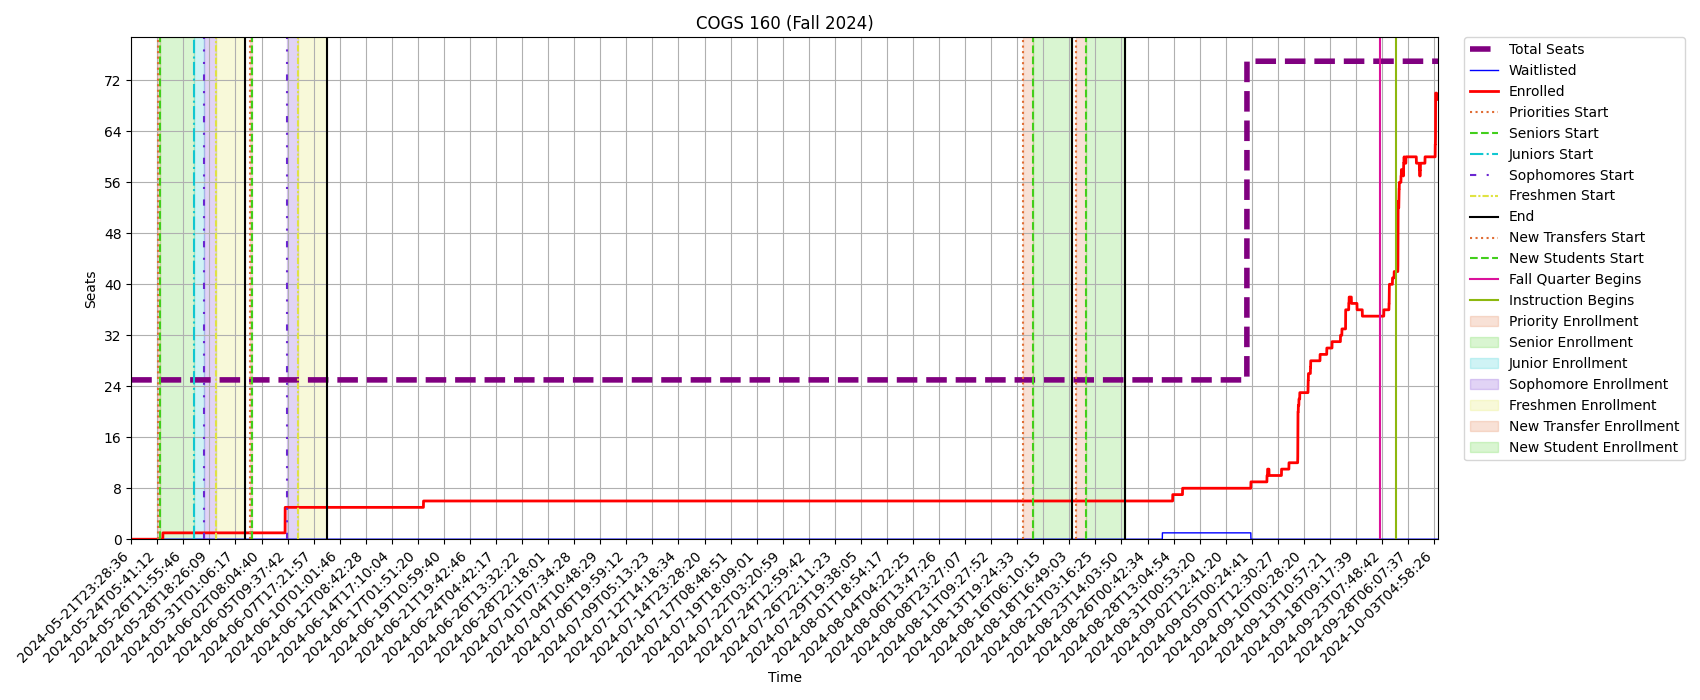 COGS 160 (Fall 2024)
Seats
72
64
56
48
40
32
24
16
8
0
2024-05-21T23:28:36
2024-05-24T05:41:12
2024-05-26T11:55:46
2024-05-28T18:26:09
2024-05-31T01:06:17
2024-06-02T08:04:40
2024-06-05T09:37:42
2024-06-07T17:21:57
2024-06-10T01:01:46
2024-06-12T08:42:28
2024-06-14T17:10:04
2024-06-17T01:51:20
2024-06-19T10:59:40
2024-06-21T19:42:46
2024-06-24T04:42:17
2024-06-26T13:32:22
2024-06-28T22:18:01
2024-07-01T07:34:28
2024-07-04T10:48:29
2024-07-06T19:59:12
2024-07-09T05:13:23
2024-07-12T14:18:34
2024-07-14T23:28:20
2024-07-17T08:48:51
2024-07-19T18:09:01
2024-07-22T03:20:59
2024-07-24T12:59:42
2024-07-26T22:11:23
2024-07-29T19:38:05
2024-08-01T18:54:17
2024-08-04T04:22:25
2024-08-06T13:47:26
2024-08-08T23:27:07
2024-08-11T09:27:52
2024-08-13T19:24:33
2024-08-16T06:10:15
2024-08-18T16:49:03
2024-08-21T03:16:25
2024-08-23T14:03:50
2024-08-26T00:42:34
2024-08-28T13:04:54
2024-08-31T00:53:20
2024-09-02T12:41:20
2024-09-05T00:24:41
2024-09-07T12:30:27
2024-09-10T00:28:20
2024-09-13T10:57:21
2024-09-18T09:17:39
2024-09-23T07:48:42
2024-09-28T06:07:37
2024-10-03T04:58:26
Time
Total Seats
Waitlisted
Enrolled
Priorities Start
Seniors Start
Juniors Start
Sophomores Start
Freshmen Start
End
New Transfers Start
New Students Start
Fall Quarter Begins
Instruction Begins
Priority Enrollment
Senior Enrollment
Junior Enrollment
Sophomore Enrollment
Freshmen Enrollment
New Transfer Enrollment
New Student Enrollment